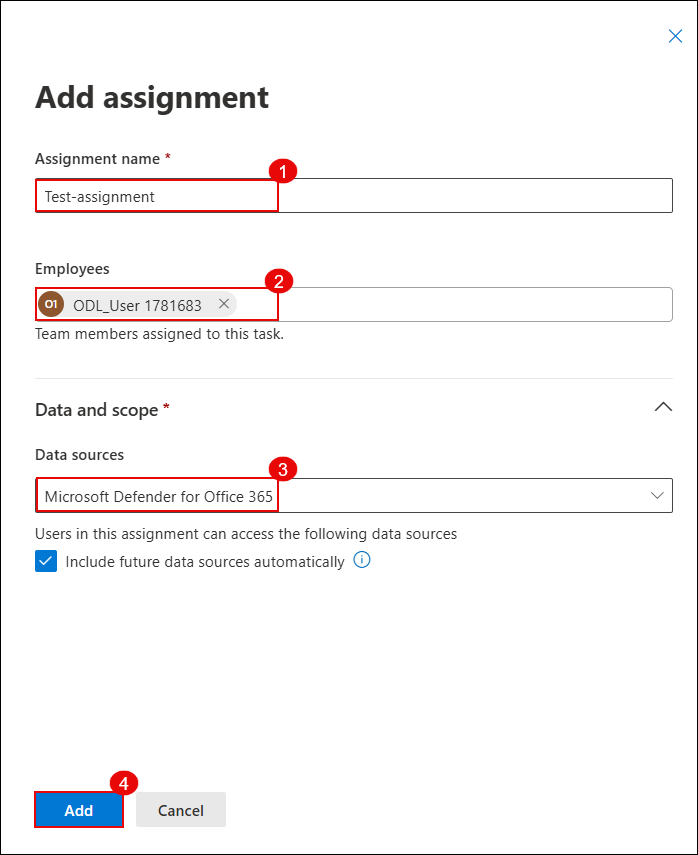 Add assignment
Assignment name *
1
Test-assignment
Employees
2
O1 ODL_User 1781683
Team members assigned to this task.
Data and scope *
Data sources
3
Microsoft Defender for Office 365
Users in this assignment can access the following data sources
Include future data sources automatically
4
Add Cancel